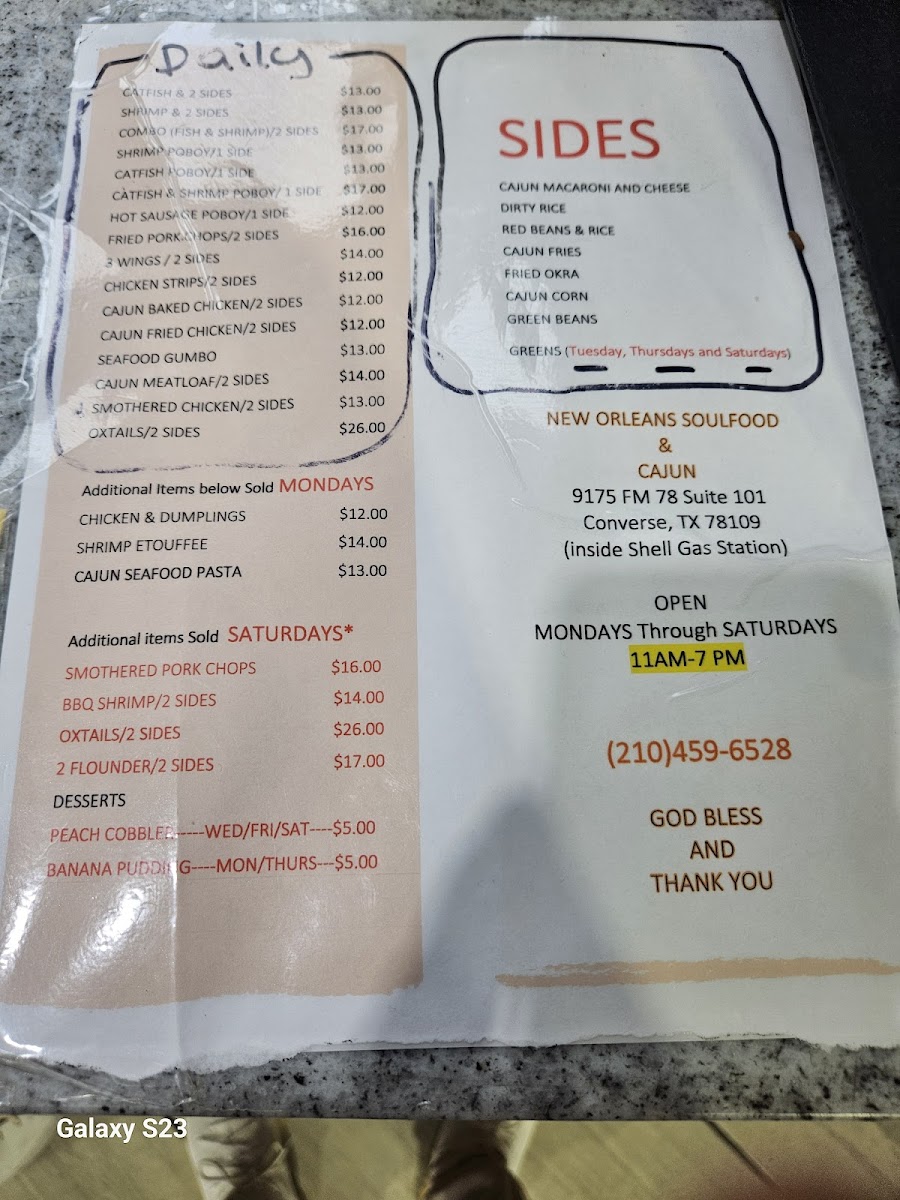 Daily
CATFISH & 2 SIDES $13.00
SHRIMP & 2 SIDES $13.00
COMBO (FISH & SHRIMP)/2 SIDES $17.00
SHRIMP POBOY/1 SIDE $13.00
CATFISH POBOY/1 SIDE $13.00
CATFISH & SHRIMP POBOY/ 1 SIDE $17.00
HOT SAUSAGE POBOY/1 SIDE $12.00
FRIED PORK CHOPS/2 SIDES $16.00
3 WINGS / 2 SIDES $14.00
CHICKEN STRIPS/2 SIDES $12.00
CAJUN BAKED CHICKEN/2 SIDES $12.00
CAJUN FRIED CHICKEN/2 SIDES $12.00
SEAFOOD GUMBO $13.00
CAJUN MEATLOAF/2 SIDES $14.00
SMOTHERED CHICKEN/2 SIDES $13.00
OXTAILS/2 SIDES $26.00
Additional Items below Sold MONDAYS
CHICKEN & DUMPLINGS $12.00
SHRIMP ETOUFFEE $14.00
CAJUN SEAFOOD PASTA $13.00
Additional items Sold SATURDAYS*
SMOTHERED PORK CHOPS $16.00
BBQ SHRIMP/2 SIDES $14.00
OXTAILS/2 SIDES $26.00
2 FLOUNDER/2 SIDES $17.00
DESSERTS
PEACH COBBLER-----WED/FRI/SAT----$5.00
BANANA PUDDING----MON/THURS---$5.00
SIDES
CAJUN MACARONI AND CHEESE
DIRTY RICE
RED BEANS & RICE
CAJUN FRIES
FRIED OKRA
CAJUN CORN
GREEN BEANS
GREENS (Tuesday, Thursdays and Saturdays)
NEW ORLEANS SOULFOOD
&
CAJUN
9175 FM 78 Suite 101
Converse, TX 78109
(inside Shell Gas Station)
OPEN
MONDAYS Through SATURDAYS
11AM-7 PM
(210)459-6528
GOD BLESS
AND
THANK YOU
Galaxy S23